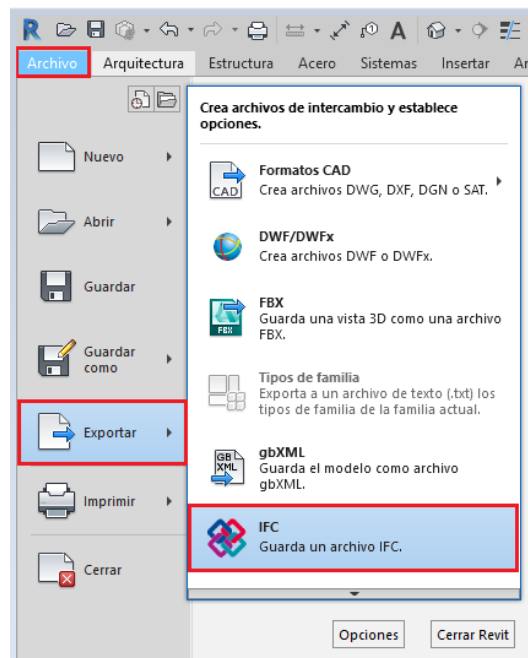 Archivo Arquitectura Estructura Acero Sistemas Insertar
Crea archivos de intercambio y establece
opciones.
Nuevo
Abrir
Guardar
Guardar
como
Exportar
Imprimir
Cerrar
Formatos CAD
Crea archivos DWG, DXF, DGN o SAT.
DWF/DWFx
Crea archivos DWF o DWFx.
FBX
Guarda una vista 3D como una archivo
FBX.
Tipos de familia
Exporta a un archivo de texto (.txt) los
tipos de familia de la familia actual.
gbXML
Guarda el modelo como archivo
gbXML.
IFC
Guarda un archivo IFC.
Opciones Cerrar Revit
R
A
CAD
FBX
GB
XML